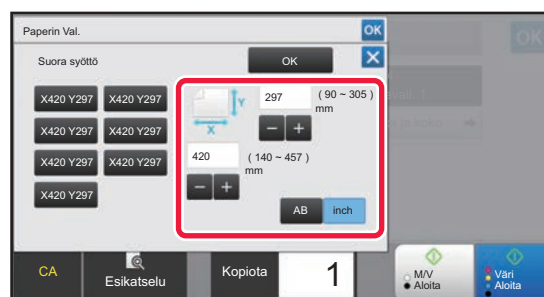 Paperin Val.
OK
OK
Suora syöttö
OK
X420 Y297
X420 Y297
X420 Y297
X420 Y297
X420 Y297
X420 Y297
X420 Y297
Y
X
297
( 90 ~ 305 )
mm
− +
420
( 140 ~ 457 )
mm
− +
AB
inch
CA
Esikatselu
Kopiota
1
M/V
Aloita
Väri
Aloita